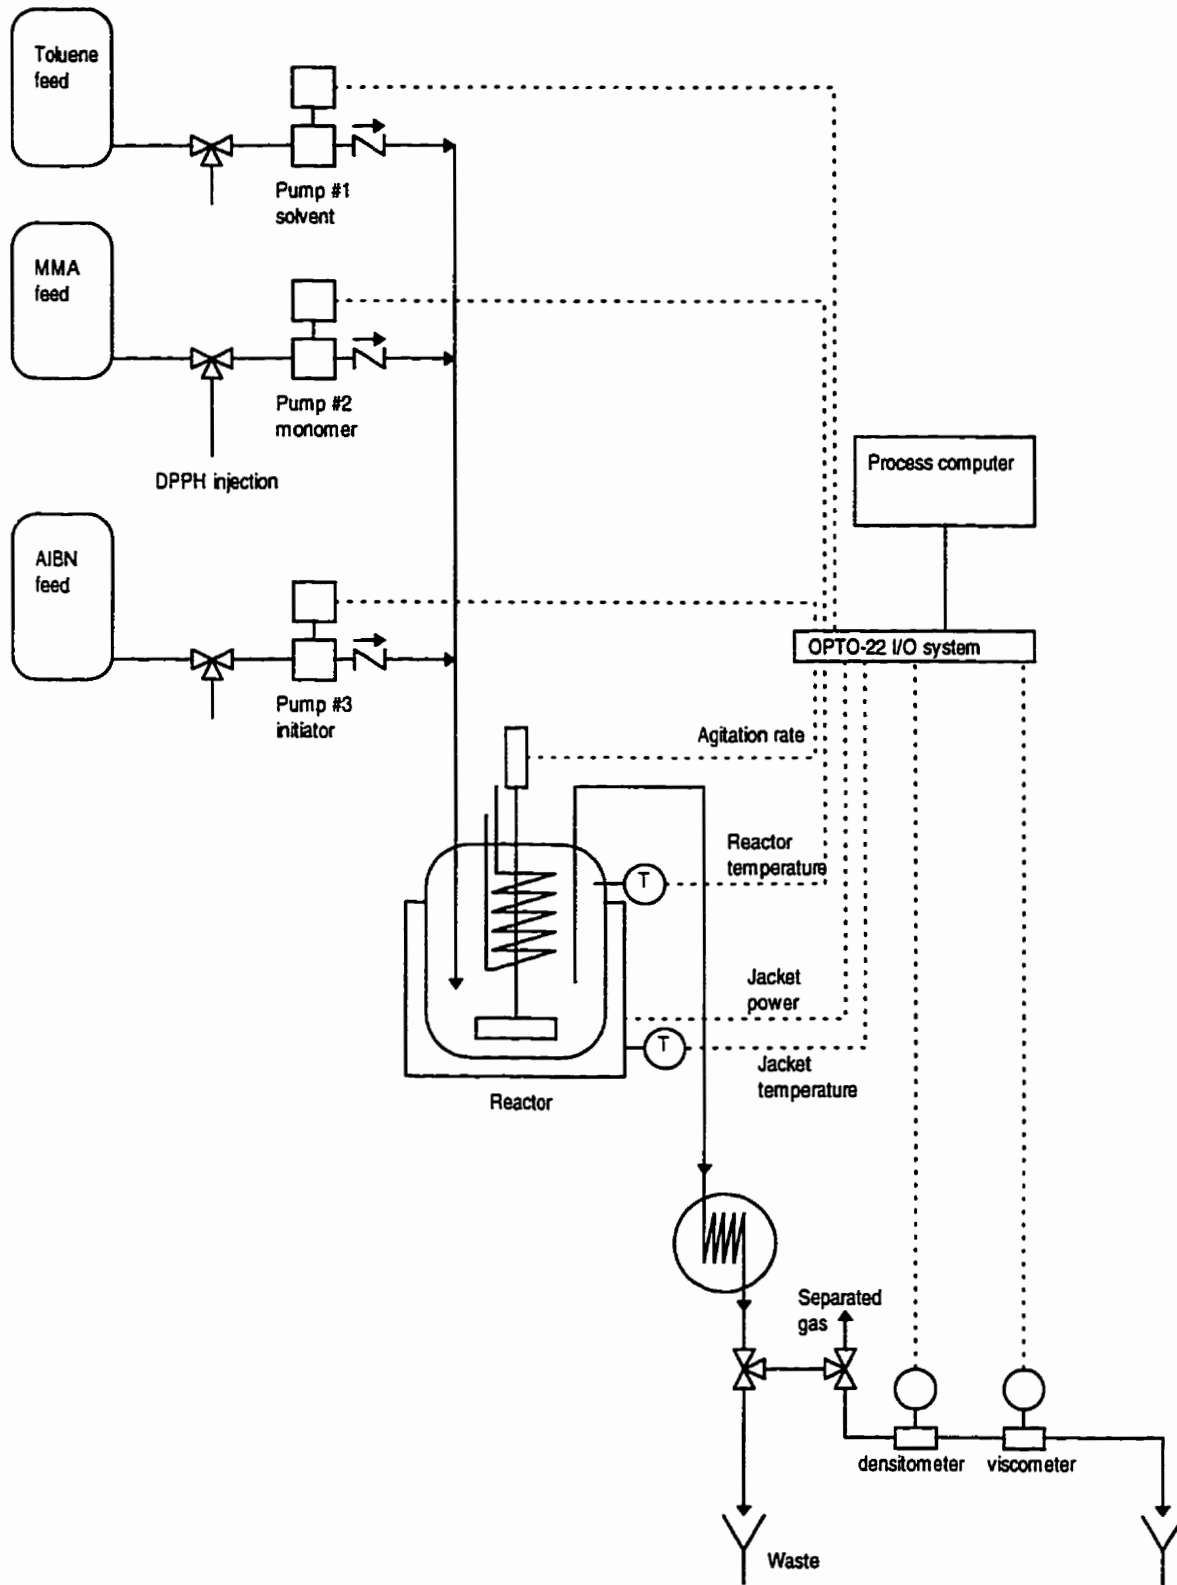 Toluene
feed
Pump #1
solvent
MMA
feed
Pump #2
monomer
DPPH injection
Process computer
AIBN
feed
OPTO-22 I/O system
Pump #3
initiator
Agitation rate
Reactor
temperature
T
Jacket
power
T
Jacket
temperature
Reactor
Separated
gas
densitometer
viscometer
Waste